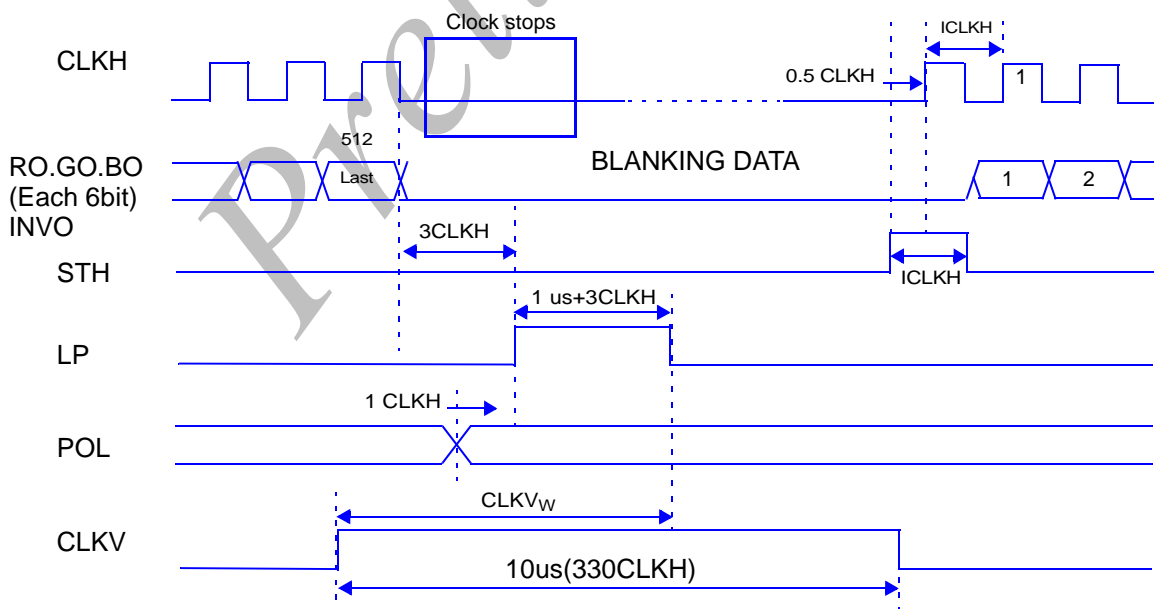 Clock stops
ICLKH
CLKH
0.5 CLKH
1
512
RO.GO.BO
(Each 6bit)
INVO
Last
BLANKING DATA
1
2
3CLKH
STH
ICLKH
1 us+3CLKH
LP
1 CLKH
POL
CLKVW
CLKV
10us(330CLKH)